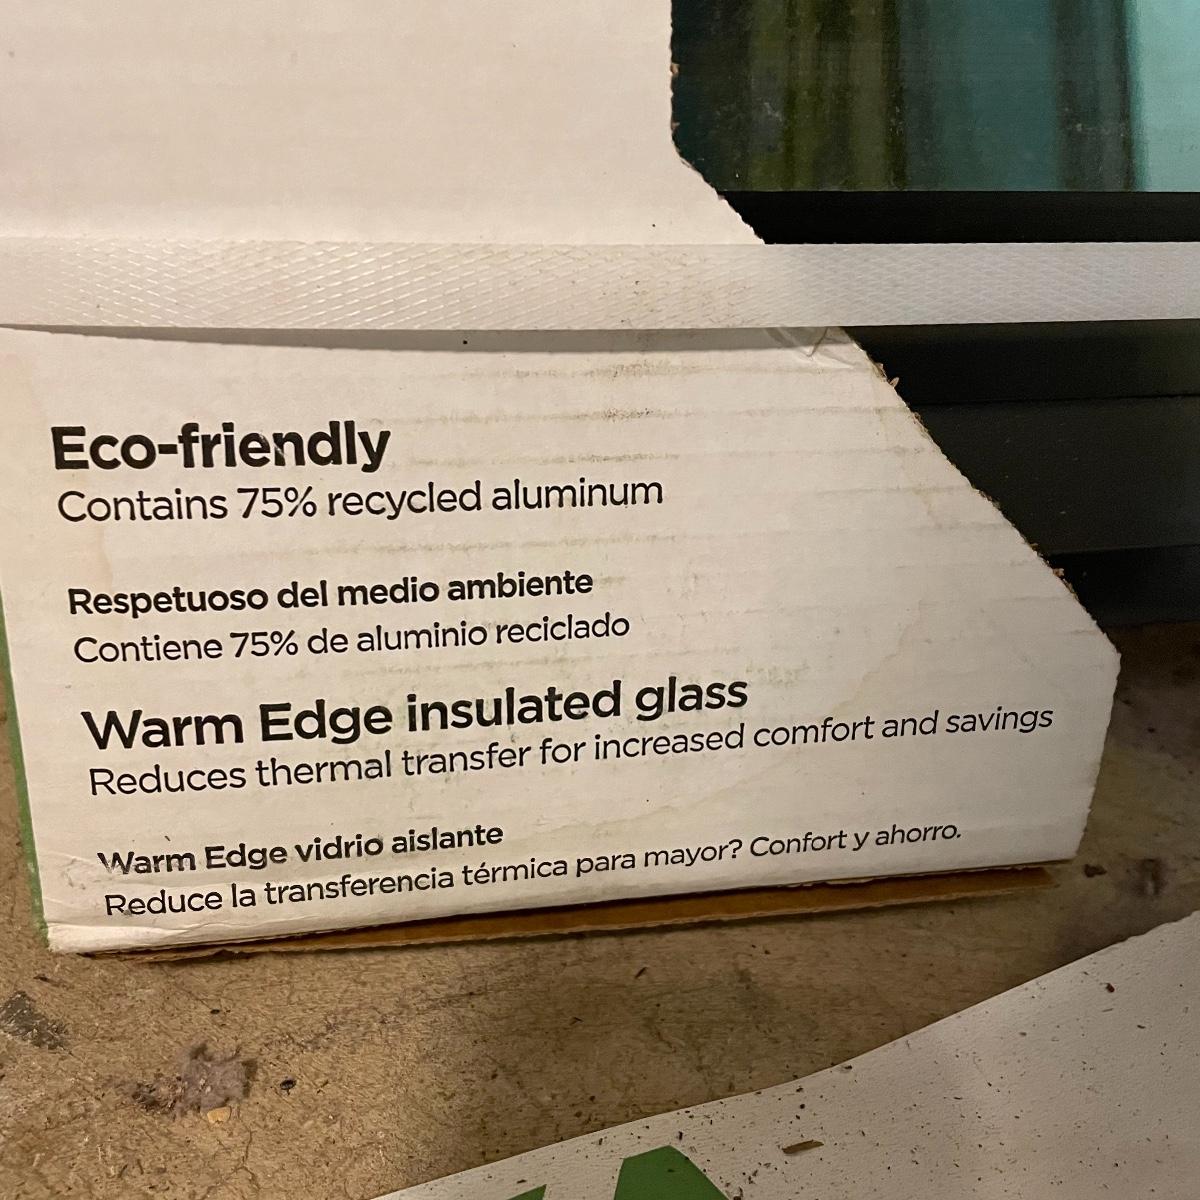 Eco-friendly
Contains 75% recycled aluminum
Respetuoso del medio ambiente
Contiene 75% de aluminio reciclado
Warm Edge insulated glass
Reduces thermal transfer for increased comfort and savings
Warm Edge vidrio aislante
Reduce la transferencia térmica para mayor? Confort y ahorro.